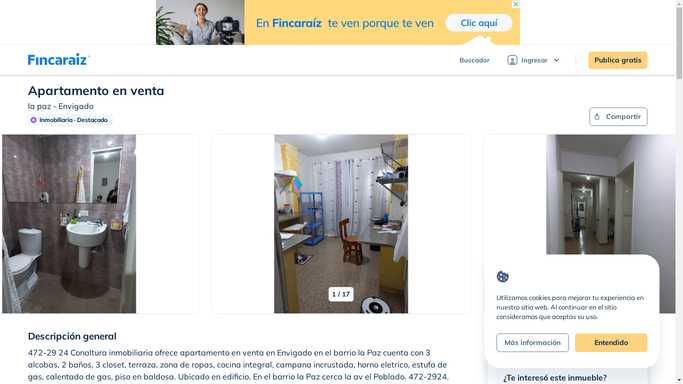 En Fincaraíz te ven porque te ven
Clic aquí
Fincaraiz
Buscador
Ingresar
Publica gratis
Apartamento en venta
la paz - Envigado
Inmobiliaria · Destacado
Compartir
1 / 17
Utilizamos cookies para mejorar tu experiencia en
nuestro sitio web. Al continuar en el sitio
consideramos que aceptas su uso.
Más información
Entendido
Descripción general
472-29 24 Conaltura inmobiliaria ofrece apartamento en venta en Envigado en el barrio la Paz cuenta con 3
alcobas, 2 baños, 3 closet, terraza, zona de ropas, cocina integral, campana incrustada, horno eletrico, estufa de
gas, calentada de gas, piso en baldosa. Ubicado en edificio. En el barrio la Paz cerca la av el Poblado. 472-2924.
¿Te interesó este inmueble?